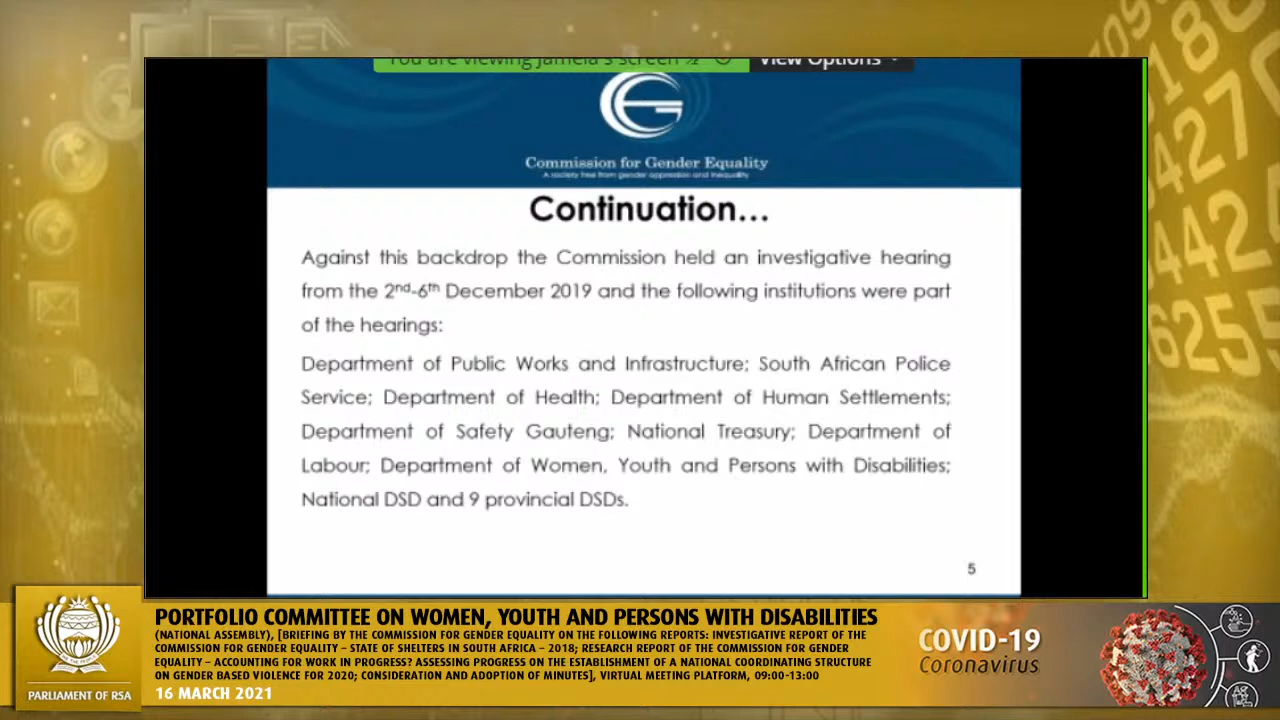 You are viewing Jamela's screen
View Options
Commission for Gender Equality
A society free from gender oppression and inequality
Continuation...
Against this backdrop the Commission held an investigative hearing
from the 2nd-6th December 2019 and the following institutions were part
of the hearings:
Department of Public Works and Infrastructure; South African Police
Service; Department of Health; Department of Human Settlements;
Department of Safety Gauteng; National Treasury; Department of
Labour; Department of Women, Youth and Persons with Disabilities;
National DSD and 9 provincial DSDs.
5
PORTFOLIO COMMITTEE ON WOMEN, YOUTH AND PERSONS WITH DISABILITIES
(NATIONAL ASSEMBLY), [BRIEFING BY THE COMMISSION FOR GENDER EQUALITY ON THE FOLLOWING REPORTS: INVESTIGATIVE REPORT OF THE
COMMISSION FOR GENDER EQUALITY – STATE OF SHELTERS IN SOUTH AFRICA – 2018; RESEARCH REPORT OF THE COMMISSION FOR GENDER
EQUALITY – ACCOUNTING FOR WORK IN PROGRESS? ASSESSING PROGRESS ON THE ESTABLISHMENT OF A NATIONAL COORDINATING STRUCTURE
ON GENDER BASED VIOLENCE FOR 2020; CONSIDERATION AND ADOPTION OF MINUTES], VIRTUAL MEETING PLATFORM, 09:00-13:00
16 MARCH 2021
PARLIAMENT OF RSA
COVID-19
Coronavirus